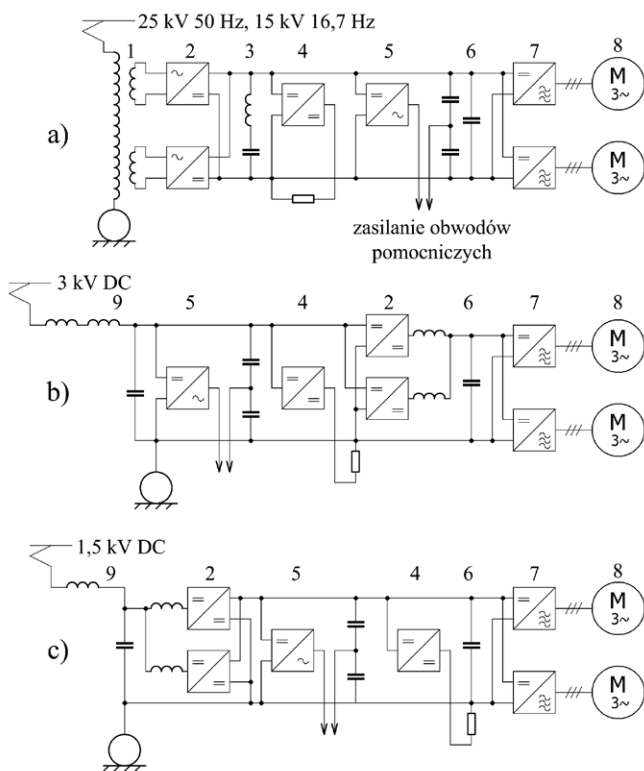 25 kV 50 Hz, 15 kV 16,7 Hz
1 2 3 4 5 6 7 8
M
3~
a)
M
3~
zasilanie obwodów
pomocniczych
3 kV DC
9 5 4 2 6 7 8
M
3~
b)
M
3~
1,5 kV DC
9 2 5 4 6 7 8
M
3~
c)
M
3~